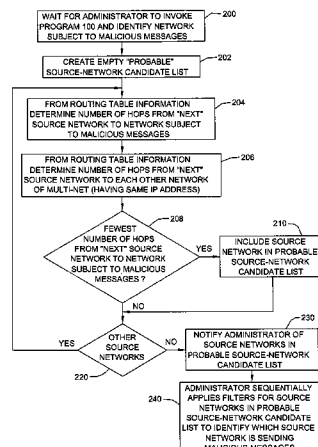 WAIT FOR ADMINISTRATOR TO INVOKE
PROGRAM 100 AND IDENTIFY NETWORK
SUBJECT TO MALICIOUS MESSAGES
200
CREATE EMPTY "PROBABLE"
SOURCE-NETWORK CANDIDATE LIST
202
FROM ROUTING TABLE INFORMATION
DETERMINE NUMBER OF HOPS FROM "NEXT"
SOURCE NETWORK TO NETWORK SUBJECT
TO MALICIOUS MESSAGES
204
FROM ROUTING TABLE INFORMATION
DETERMINE NUMBER OF HOPS FROM "NEXT"
SOURCE NETWORK TO EACH OTHER NETWORK
OF MULTI-NET (HAVING SAME IP ADDRESS)
206
FEWEST
NUMBER OF HOPS
FROM "NEXT" SOURCE
NETWORK TO NETWORK
SUBJECT TO MALICIOUS
MESSAGES ?
208
YES
210
INCLUDE SOURCE
NETWORK IN PROBABLE
SOURCE-NETWORK
CANDIDATE LIST
NO
OTHER
SOURCE
NETWORKS
220
YES
NO
230
NOTIFY ADMINISTRATOR OF
SOURCE NETWORKS IN
PROBABLE SOURCE-NETWORK
CANDIDATE LIST
240
ADMINISTRATOR SEQUENTIALLY
APPLIES FILTERS FOR
SOURCE NETWORKS IN
PROBABLE SOURCE-NETWORK
CANDIDATE LIST
TO IDENTIFY WHICH SOURCE
NETWORK IS SENDING
MALICIOUS MESSAGES